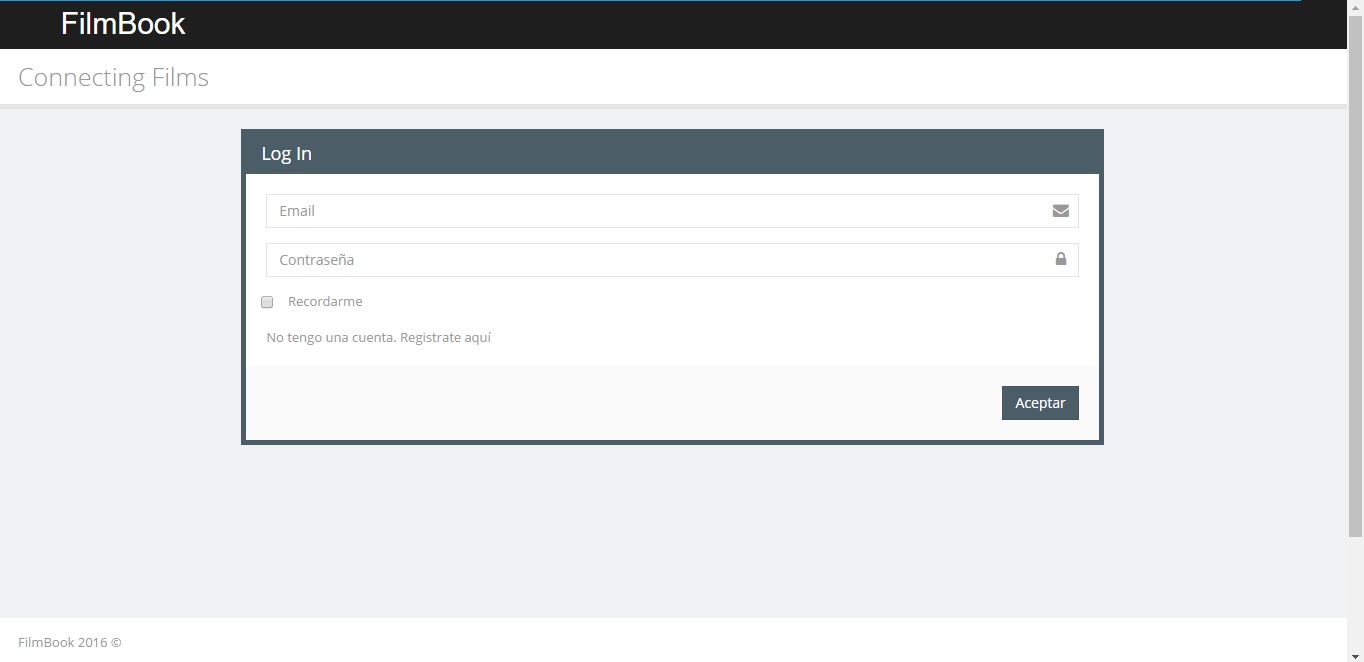 FilmBook
Connecting Films
Log In
Email
Contraseña
Recordarme
No tengo una cuenta. Registrate aquí
Aceptar
FilmBook 2016 ©